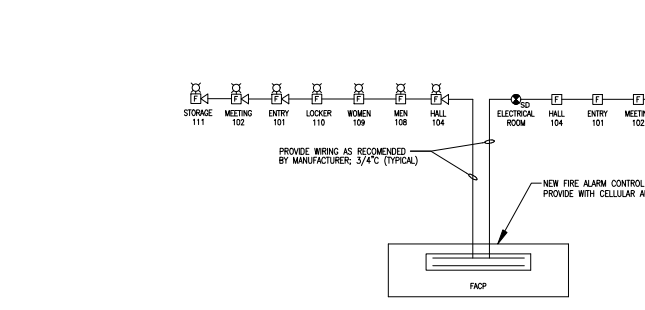 F F F F F F F F F F
SD
STORAGE MEETING ENTRY LOCKER WOMEN MEN HALL ELECTRICAL HALL ENTRY
111 102 101 110 109 108 104 ROOM 104 101 102
PROVIDE WIRING AS RECOMENDED
BY MANUFACTURER; 3/4"C (TYPICAL)
NEW FIRE ALARM CONTROL
PROVIDE WITH CELLULAR
FACP